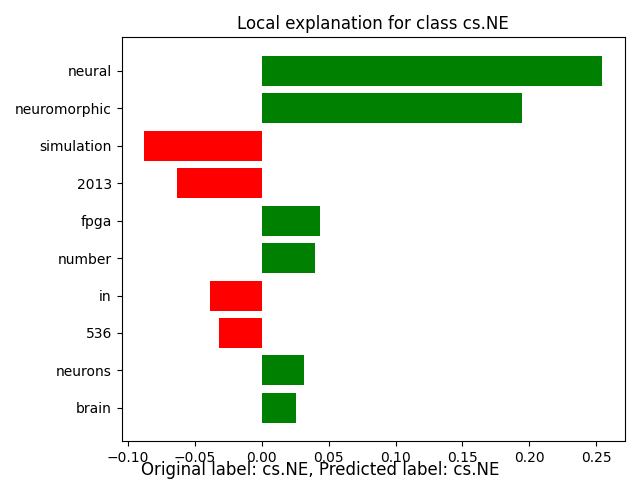 Local explanation for class cs.NE
neural
neuromorphic
simulation
2013
fpga
number
in
536
neurons
brain
−0.10 −0.05 0.00 0.05 0.10 0.15 0.20 0.25
Original label: cs.NE, Predicted label: cs.NE